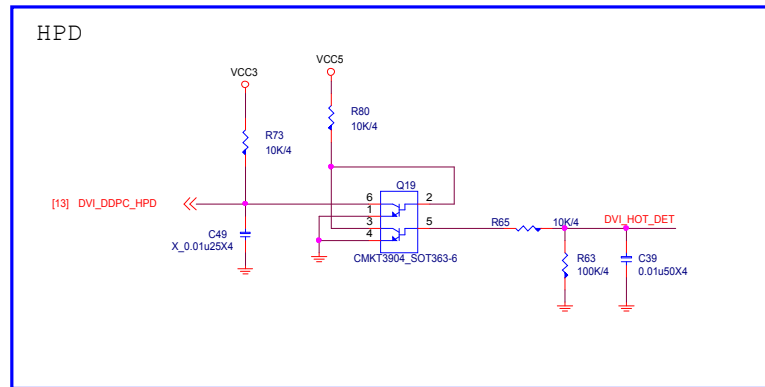 HPD
VCC3
VCC5
R80
10K/4
R73
10K/4
Q19
[13] DVI_DDPC_HPD
6
2
1
3
5
4
R65
10K/4
DVI_HOT_DET
C49
X_0.01u25X4
CMKT3904_SOT363-6
R63
100K/4
C39
0.01u50X4